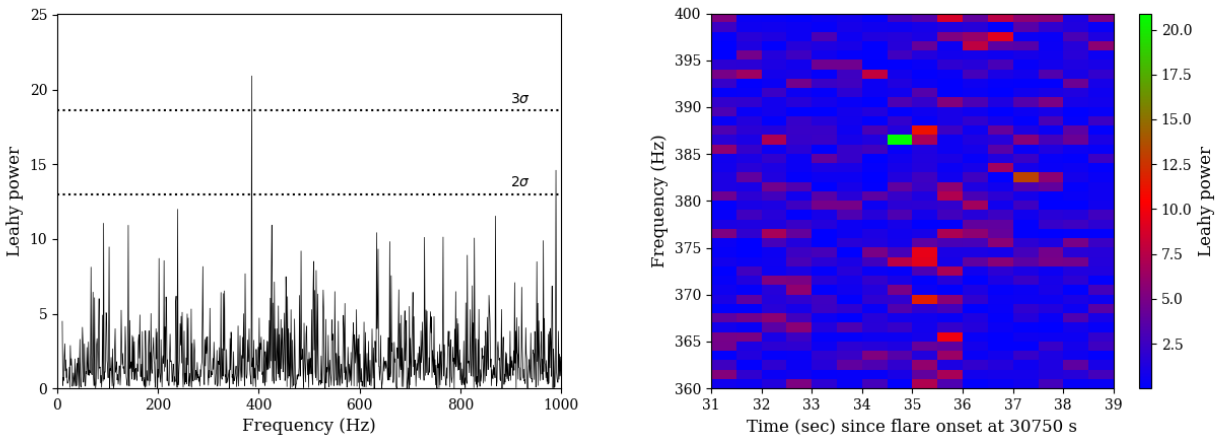 25
20
15
10
5
0
3σ
2σ
0 200 400 600 800 1000
Frequency (Hz)
Leahy power
400
395
390
385
380
375
370
365
360
31 32 33 34 35 36 37 38 39
Time (sec) since flare onset at 30750 s
Frequency (Hz)
20.0
17.5
15.0
12.5
10.0
7.5
5.0
2.5
Leahy power